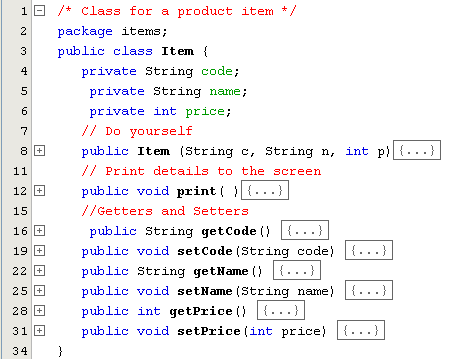 1 /* Class for a product item */
2 package items;
3 public class Item {
4 private String code;
5 private String name;
6 private int price;
7 // Do yourself
8 public Item (String c, String n, int p){...}
11 // Print details to the screen
12 public void print( ){...}
15 //Getters and Setters
16 public String getCode() {...}
19 public void setCode(String code) {...}
22 public String getName() {...}
25 public void setName(String name) {...}
28 public int getPrice() {...}
31 public void setPrice(int price) {...}
34 }